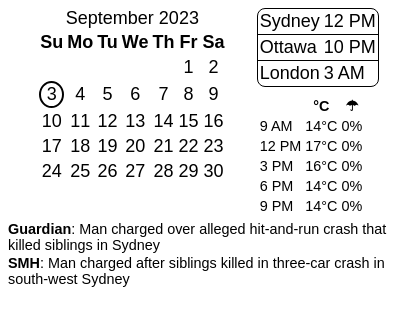 September 2023
Su Mo Tu We Th Fr Sa
1 2
3 4 5 6 7 8 9
10 11 12 13 14 15 16
17 18 19 20 21 22 23
24 25 26 27 28 29 30
Sydney 12 PM
Ottawa 10 PM
London 3 AM
°C ☂
9 AM 14°C 0%
12 PM 17°C 0%
3 PM 16°C 0%
6 PM 14°C 0%
9 PM 14°C 0%
Guardian: Man charged over alleged hit-and-run crash that
killed siblings in Sydney
SMH: Man charged after siblings killed in three-car crash in
south-west Sydney